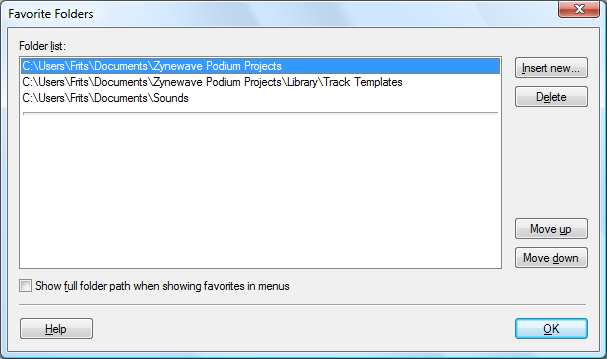 Favorite Folders
Folder list:
C:\Users\Frits\Documents\Zynewave Podium Projects
C:\Users\Frits\Documents\Zynewave Podium Projects\Library\Track Templates
C:\Users\Frits\Documents\Sounds
Insert new...
Delete
Move up
Move down
Show full folder path when showing favorites in menus
Help
OK